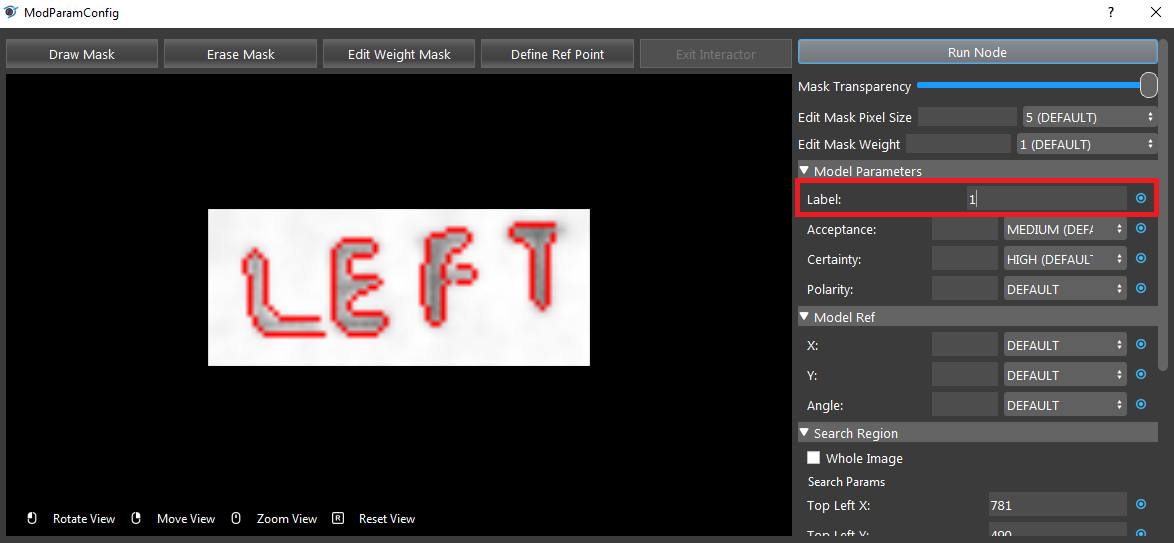 ModParamConfig
?
Draw Mask
Erase Mask
Edit Weight Mask
Define Ref Point
Exit Interactor
Run Node
Mask Transparency
Edit Mask Pixel Size 5 (DEFAULT)
Edit Mask Weight 1 (DEFAULT)
Model Parameters
Label: 1
Acceptance: MEDIUM (DEFA
Certainty: HIGH (DEFAULT
Polarity: DEFAULT
Model Ref
X: DEFAULT
Y: DEFAULT
Angle: DEFAULT
Search Region
Whole Image
Search Params
Top Left X: 781
Top Left Y: 490
LEFT
Rotate View
Move View
Zoom View
R Reset View